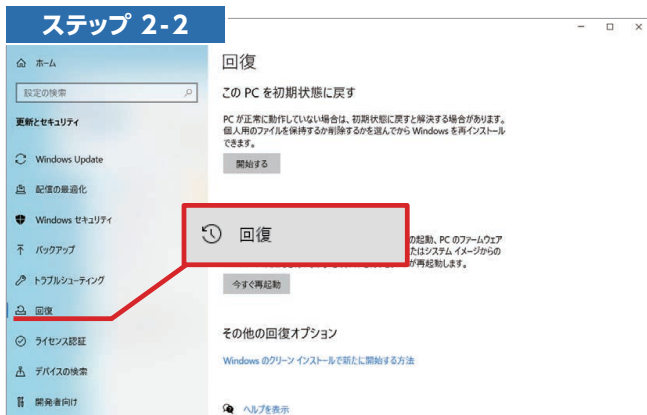 ステップ 2-2
ホーム
設定の検索
更新とセキュリティ
Windows Update
配信の最適化
Windows セキュリティ
バックアップ
トラブルシューティング
回復
ライセンス認証
デバイスの検索
開発者向け
回復
この PC を初期状態に戻す
PC が正常に動作していない場合は、初期状態に戻すと解決する場合があります。
個人用のファイルを保持するか削除するかを選んでから Windows を再インストール
できます。
開始する
回復
の起動、PC のファームウェア
たはシステム イメージからの
が再起動します。
今すぐ再起動
その他の回復オプション
Windows のクリーン インストールで新たに開始する方法
ヘルプを表示